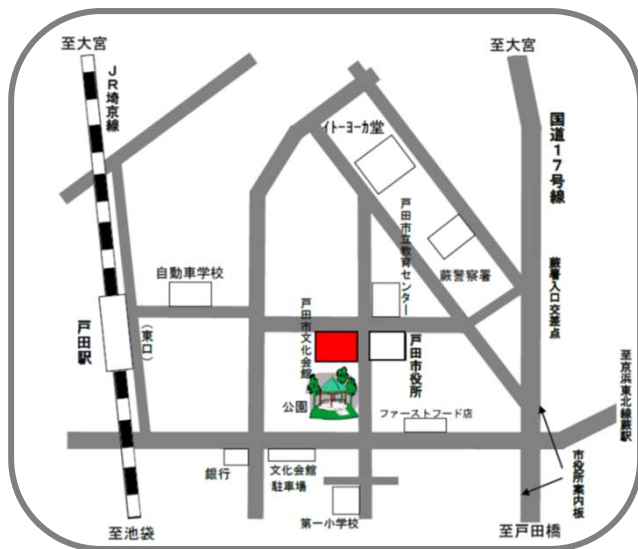 至大宮
至大宮
JR埼京線
国道17号線
イトーヨーカ堂
戸田市立教育センター
蕨警察署
蕨署入口交差点
自動車学校
戸田市文化会館
戸田市役所
戸田駅
(東口)
至京浜東北線蕨駅
公園
ファーストフード店
市役所案内板
銀行
文化会館
駐車場
第一小学校
至池袋
至戸田橋